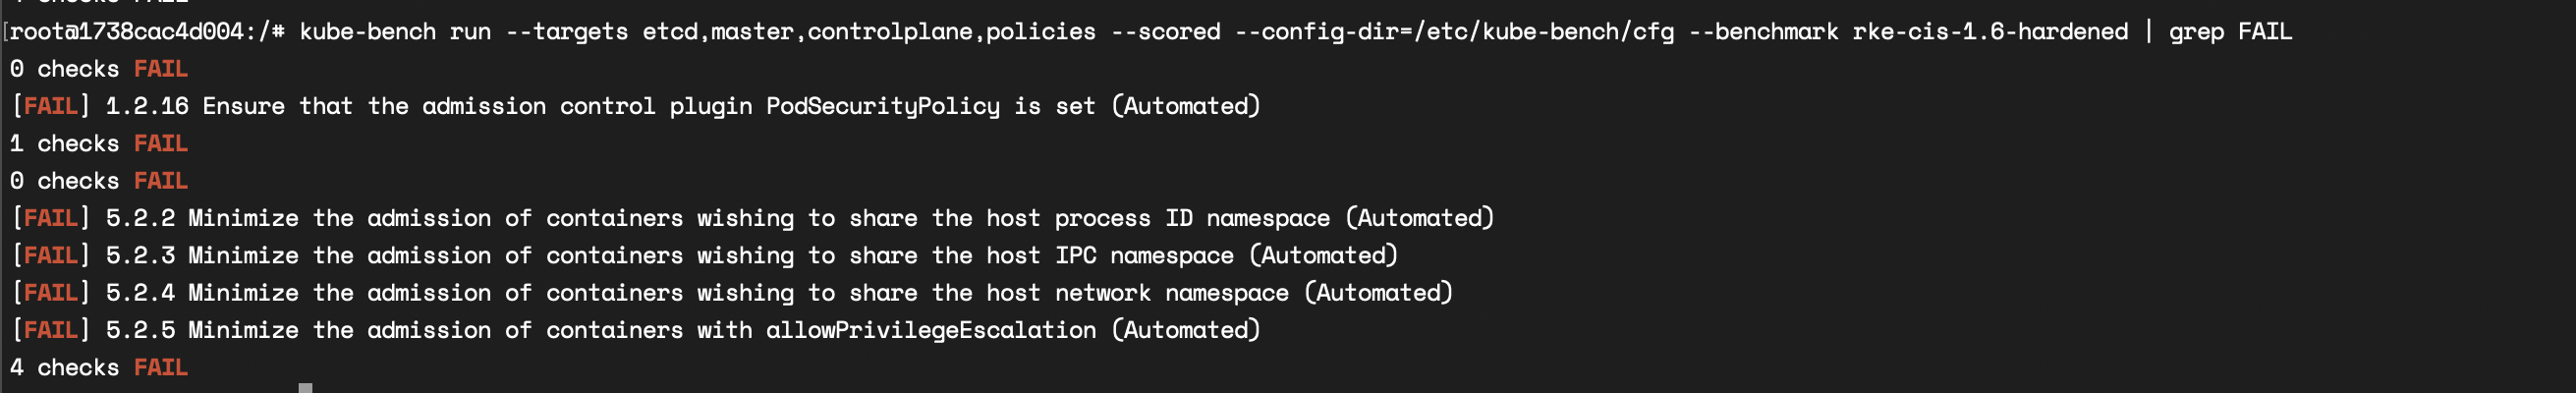 [root@1738cac4d004:/# kube-bench run --targets etcd,master,controlplane,policies --scored --config-dir=/etc/kube-bench/cfg --benchmark rke-cis-1.6-hardened | grep FAIL
0 checks FAIL
[FAIL] 1.2.16 Ensure that the admission control plugin PodSecurityPolicy is set (Automated)
1 checks FAIL
0 checks FAIL
[FAIL] 5.2.2 Minimize the admission of containers wishing to share the host process ID namespace (Automated)
[FAIL] 5.2.3 Minimize the admission of containers wishing to share the host IPC namespace (Automated)
[FAIL] 5.2.4 Minimize the admission of containers wishing to share the host network namespace (Automated)
[FAIL] 5.2.5 Minimize the admission of containers with allowPrivilegeEscalation (Automated)
4 checks FAIL